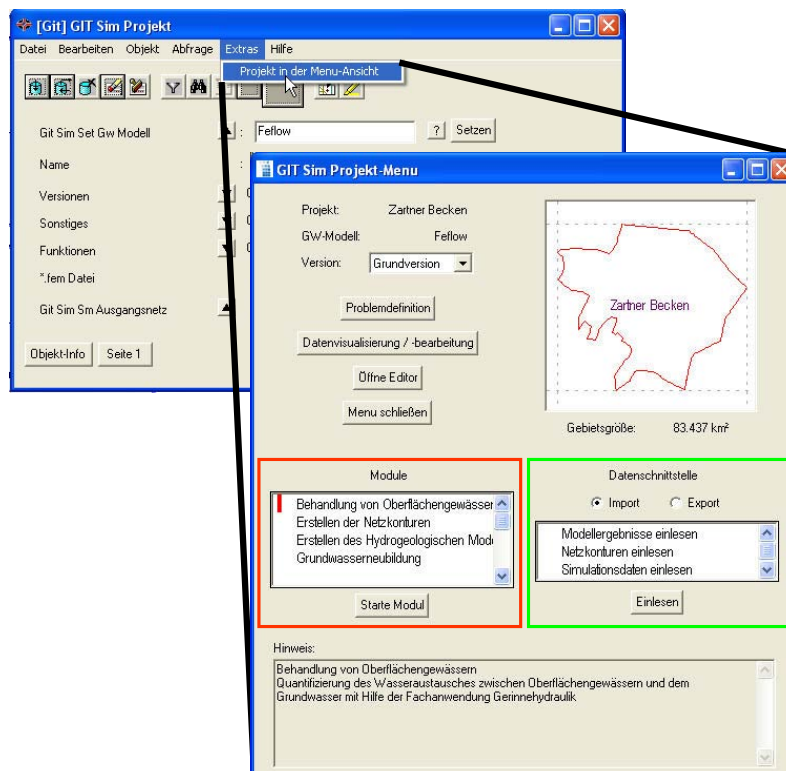 [Git] GIT Sim Projekt
Datei Bearbeiten Objekt Abfrage Extras Hilfe
Projekt in der Menu-Ansicht
Git Sim Set Gw Modell : Feflow ? Setzen
Name :
Versionen
Sonstiges
Funktionen
*.fem Datei
Git Sim Sm Ausgangsnetz
Objekt-Info Seite 1
GIT Sim Projekt-Menu
Projekt: Zartner Becken
GW-Modell: Feflow
Version: Grundversion
Problemdefinition
Datenvisualisierung / -bearbeitung
Öffne Editor
Menu schließen
Zartner Becken
Gebietsgröße: 83.437 km²
Module
Behandlung von Oberflächengewässer
Erstellen der Netzkonturen
Erstellen des Hydrogeologischen Mod
Grundwasserneubildung
Starte Modul
Datenschnittstelle
Import Export
Modellergebnisse einlesen
Netzkonturen einlesen
Simulationsdaten einlesen
Einlesen
Hinweis:
Behandlung von Oberflächengewässern
Quantifizierung des Wasseraustausches zwischen Oberflächengewässern und dem
Grundwasser mit Hilfe der Fachanwendung Gerinnehydraulik